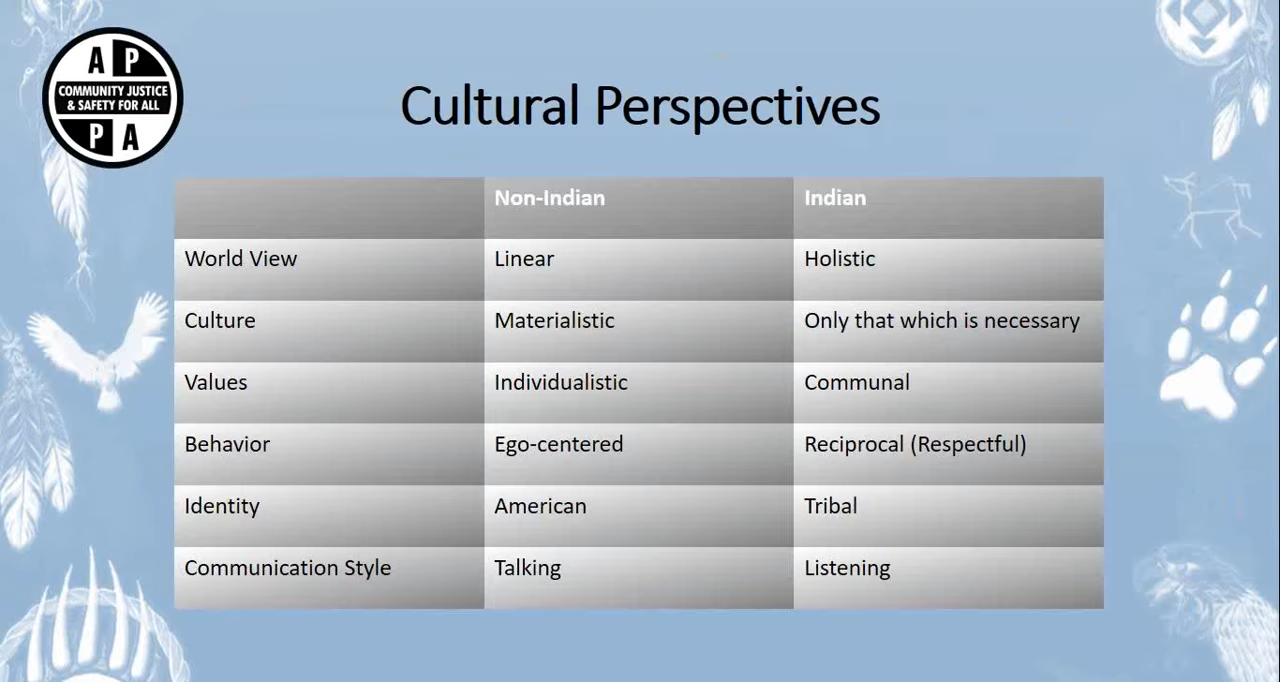 A P
COMMUNITY JUSTICE
& SAFETY FOR ALL
P A
Cultural Perspectives
Non-Indian Indian
World View Linear Holistic
Culture Materialistic Only that which is necessary
Values Individualistic Communal
Behavior Ego-centered Reciprocal (Respectful)
Identity American Tribal
Communication Style Talking Listening